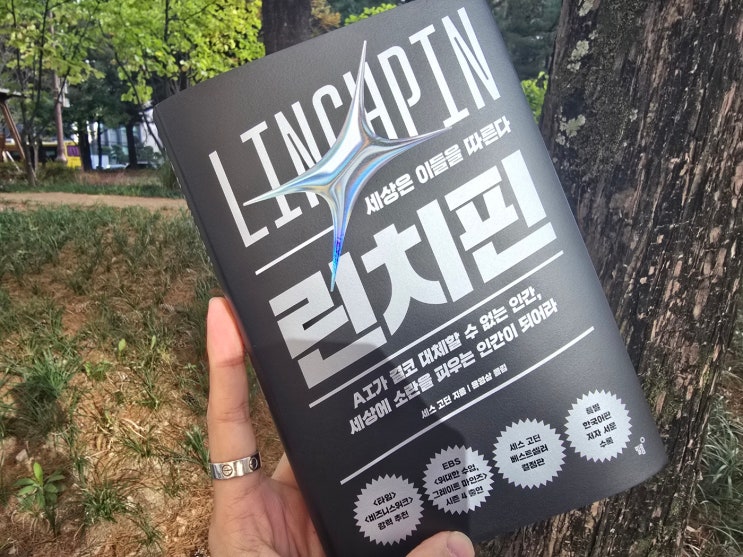 LINCHPIN
세상은 이들을 따른다
린치핀
AI가 결코 대체할 수 없는 인간,
세상에 소란을 피우는 인간이 되어라
세스 고딘 지음 | 윤영삼 옮김
<타임>
<비즈니스위크>
강력 추천
EBS
<위대한 수업,
그레이트 마인즈>
시즌 4 출연
세스 고딘
베스트셀러
결정판
특별
한국어판
저자 서문
수록